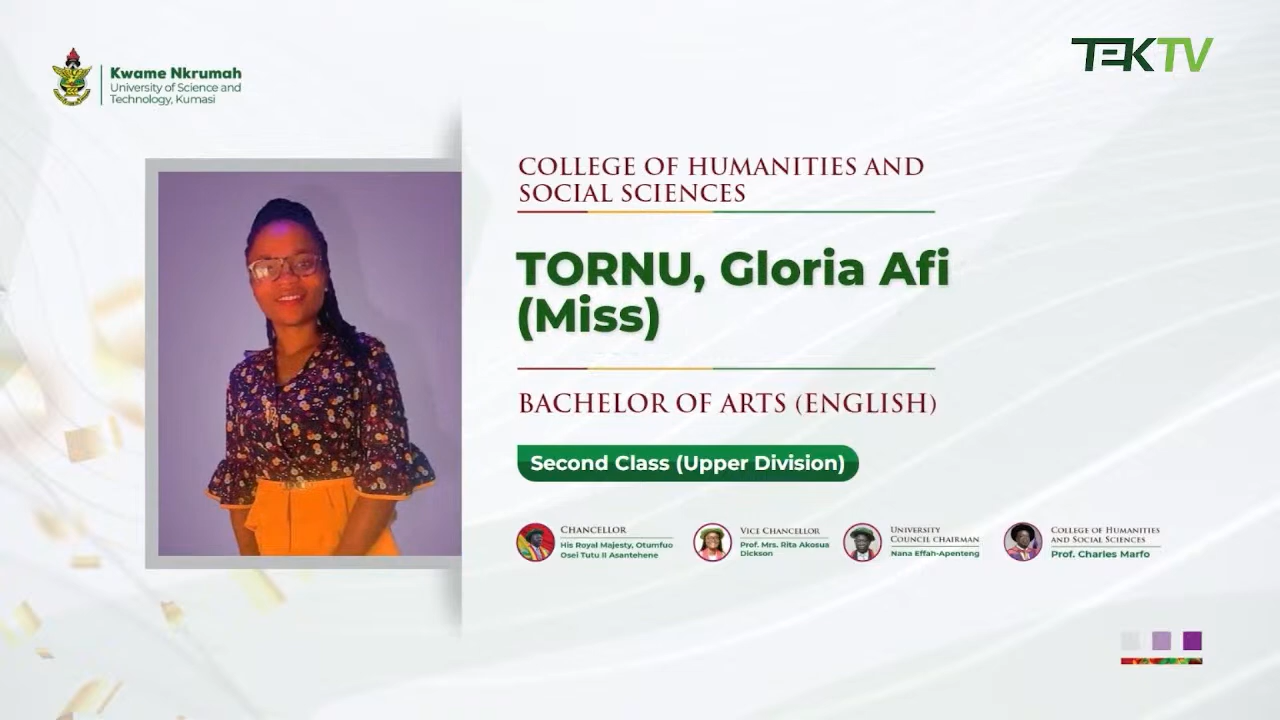 TEKTV
Kwame Nkrumah
University of Science and
Technology, Kumasi
COLLEGE OF HUMANITIES AND
SOCIAL SCIENCES
TORNU, Gloria Afi
(Miss)
BACHELOR OF ARTS (ENGLISH)
Second Class (Upper Division)
CHANCELLOR
His Royal Majesty, Otumfuo
Osei Tutu II Asantehene
VICE CHANCELLOR
Prof. Mrs. Rita Akosua
Dickson
UNIVERSITY
COUNCIL CHAIRMAN
Nana Effah-Apenteng
COLLEGE OF HUMANITIES
AND SOCIAL SCIENCES
Prof. Charles Marfo